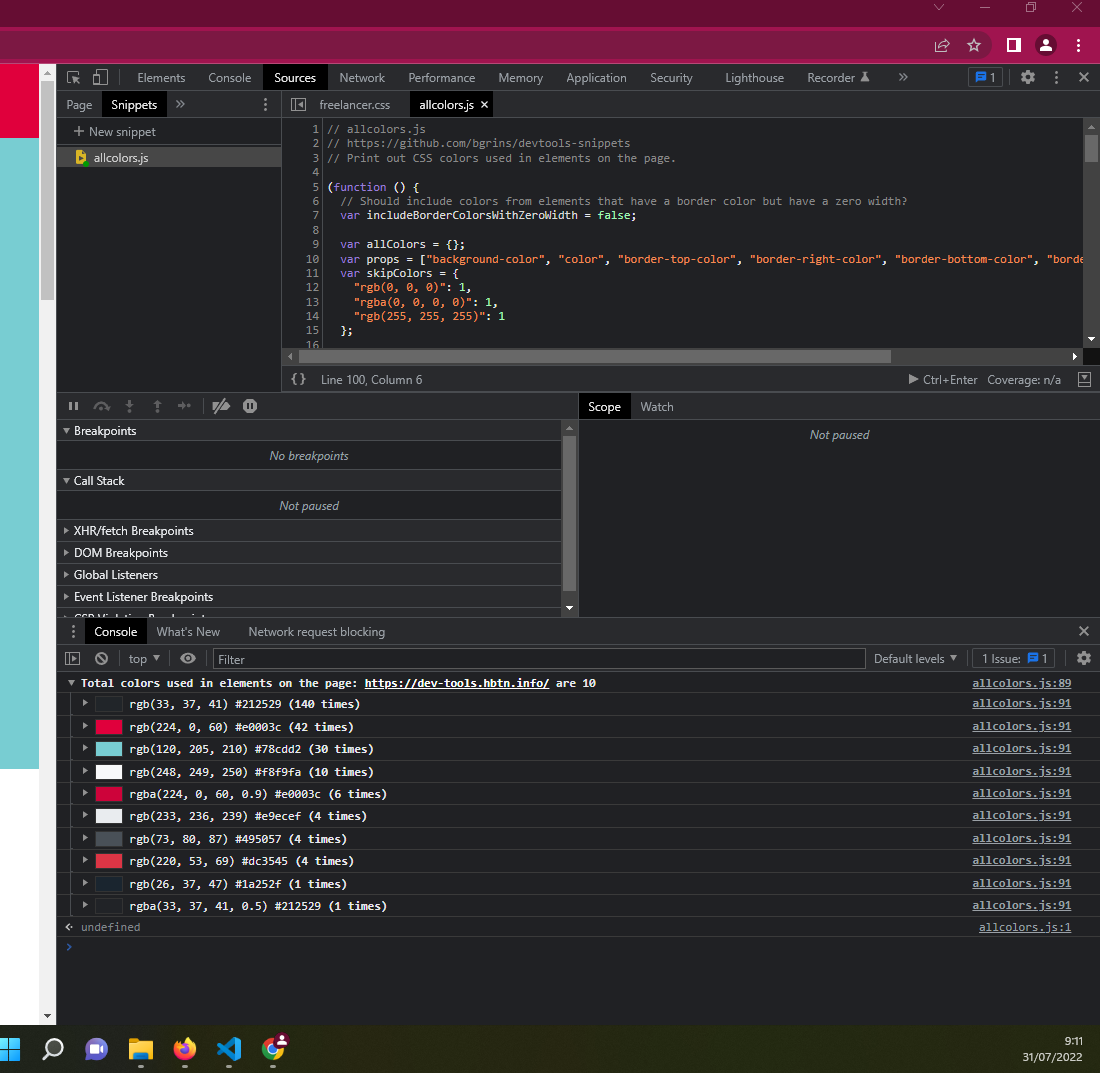 Elements Console Sources Network Performance Memory Application Security Lighthouse Recorder » 1
Page Snippets »
freelancer.css allcolors.js ×
+ New snippet
allcolors.js
1 // allcolors.js
2 // https://github.com/bgrins/devtools-snippets
3 // Print out CSS colors used in elements on the page.
4
5 (function () {
6 // Should include colors from elements that have a border color but have a zero width?
7 var includeBorderColorsWithZeroWidth = false;
8
9 var allColors = {};
10 var props = ["background-color", "color", "border-top-color", "border-right-color", "border-bottom-color", "borde
11 var skipColors = {
12 "rgb(0, 0, 0)": 1,
13 "rgba(0, 0, 0, 0)": 1,
14 "rgb(255, 255, 255)": 1
15 };
16
{} Line 100, Column 6 Ctrl+Enter Coverage: n/a
Scope Watch
Not paused
Breakpoints
No breakpoints
Call Stack
Not paused
XHR/fetch Breakpoints
DOM Breakpoints
Global Listeners
Event Listener Breakpoints
Console What's New Network request blocking
top Filter Default levels 1 Issue: 1
Total colors used in elements on the page: https://dev-tools.hbtn.info/ are 10 allcolors.js:89
rgb(33, 37, 41) #212529 (140 times) allcolors.js:91
rgb(224, 0, 60) #e0003c (42 times) allcolors.js:91
rgb(120, 205, 210) #78cdd2 (30 times) allcolors.js:91
rgb(248, 249, 250) #f8f9fa (10 times) allcolors.js:91
rgba(224, 0, 60, 0.9) #e0003c (6 times) allcolors.js:91
rgb(233, 236, 239) #e9ecef (4 times) allcolors.js:91
rgb(73, 80, 87) #495057 (4 times) allcolors.js:91
rgb(220, 53, 69) #dc3545 (4 times) allcolors.js:91
rgb(26, 37, 47) #1a252f (1 times) allcolors.js:91
rgba(33, 37, 41, 0.5) #212529 (1 times) allcolors.js:91
undefined allcolors.js:1
9:11
31/07/2022